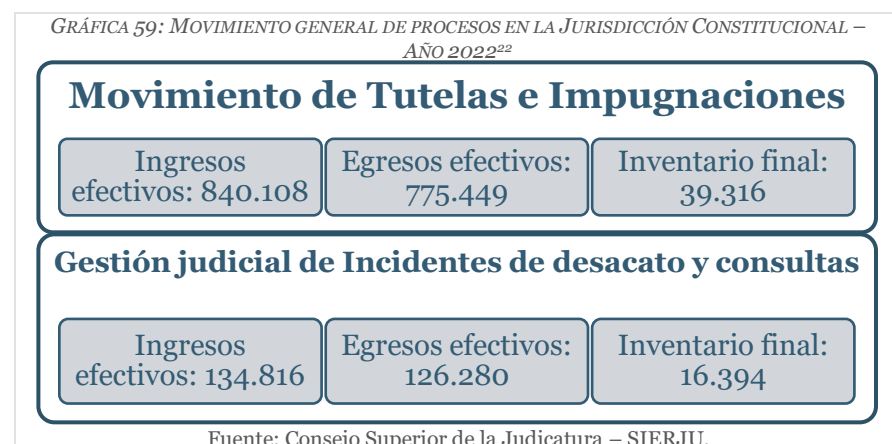 GRÁFICA 59: MOVIMIENTO GENERAL DE PROCESOS EN LA JURISDICCIÓN CONSTITUCIONAL –
AÑO 2022²²
Movimiento de Tutelas e Impugnaciones
Ingresos
efectivos: 840.108
Egresos efectivos:
775.449
Inventario final:
39.316
Gestión judicial de Incidentes de desacato y consultas
Ingresos
efectivos: 134.816
Egresos efectivos:
126.280
Inventario final:
16.394
Fuente: Consejo Superior de la Judicatura – SIERJU.